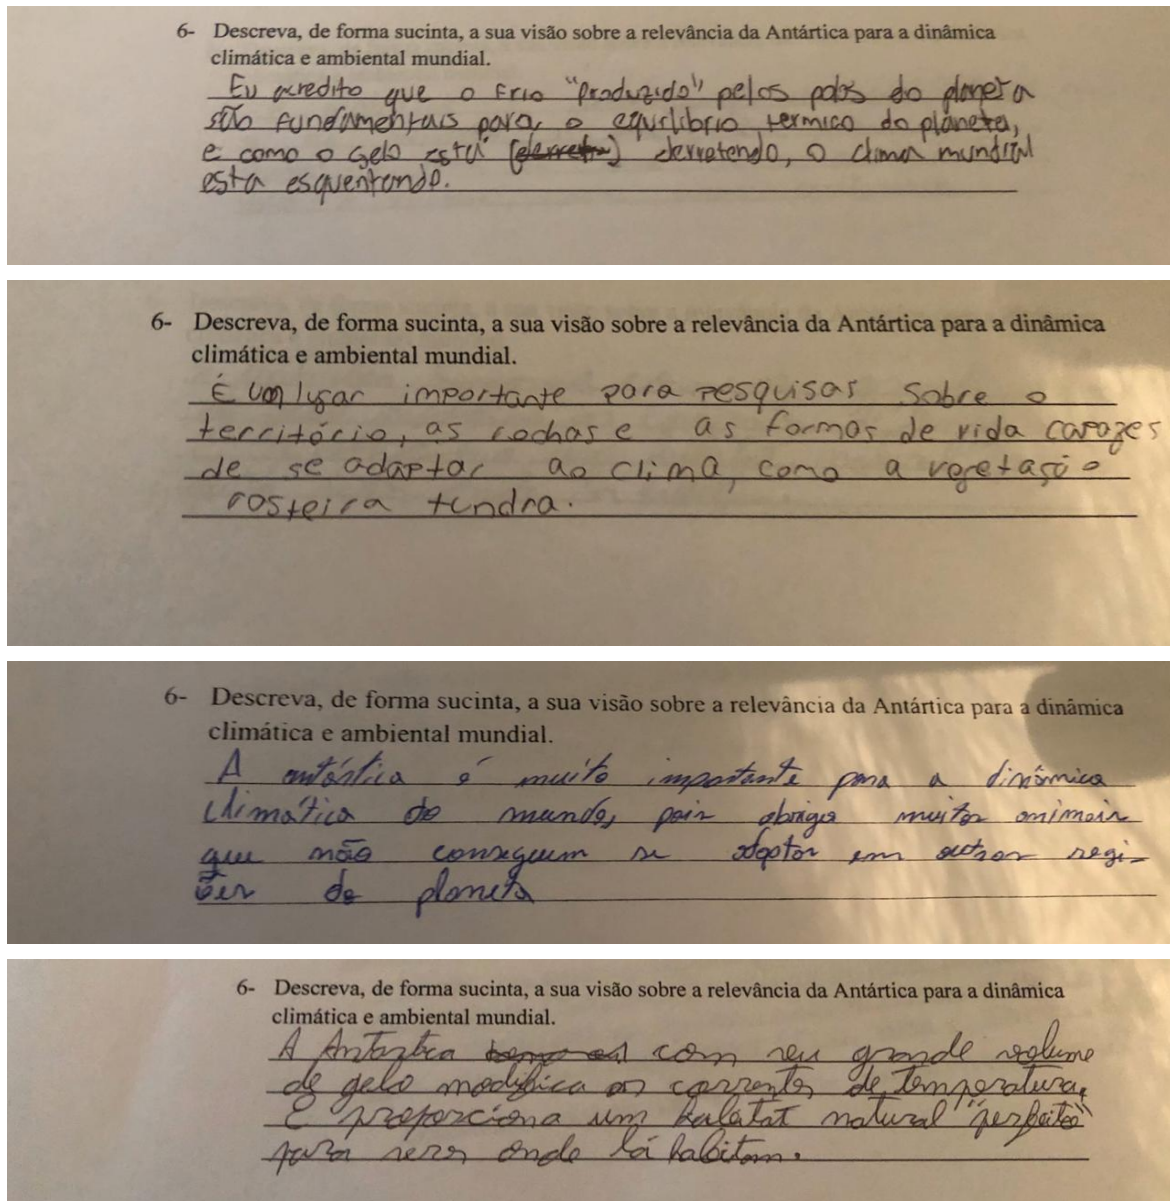 6- Descreva, de forma sucinta, a sua visão sobre a relevância da Antártica para a dinâmica
climática e ambiental mundial.
Eu acredito que o frio "produzido" pelos polos do planeta
são fundamentais para o equilibrio termico do planeta,
e como o gelo está derretendo, o clima mundial
esta esquentando.
6- Descreva, de forma sucinta, a sua visão sobre a relevância da Antártica para a dinâmica
climática e ambiental mundial.
É um lugar importante para pesquisas sobre o
território, as rochas e as formas de vida capazes
de se adaptar ao clima, como a vegetação
rosteira tundra.
6- Descreva, de forma sucinta, a sua visão sobre a relevância da Antártica para a dinâmica
climática e ambiental mundial.
A antártica é muito importante para a dinâmica
climática do mundo, pois abriga muitos animais
que não conseguem se adaptar em outras regi-
ões do planeta
6- Descreva, de forma sucinta, a sua visão sobre a relevância da Antártica para a dinâmica
climática e ambiental mundial.
A Antartica com seu grande volume
de gelo modifica as correntes de temperatura,
E proporciona um habitat natural "perfeito"
para seres onde lá habitam.